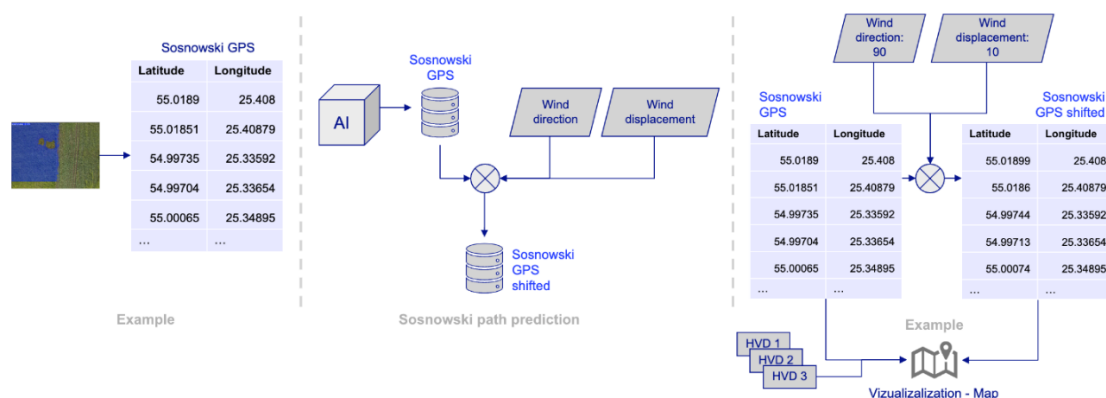 Sosnowski GPS
Latitude Longitude
55.0189 25.408
55.01851 25.40879
54.99735 25.33592
54.99704 25.33654
55.00065 25.34895
...
Example
AI
Sosnowski
GPS
Wind
direction
Wind
displacement
Sosnowski
GPS
shifted
Sosnowski path prediction
Wind
direction:
90
Wind
displacement:
10
Sosnowski
GPS
Latitude Longitude
55.0189 25.408
55.01851 25.40879
54.99735 25.33592
54.99704 25.33654
55.00065 25.34895
... ...
Sosnowski
GPS shifted
Latitude Longitude
55.01899 25.408
55.0186 25.40879
54.99744 25.33592
54.99713 25.33654
55.00074 25.34895
... ...
Example
HVD 1
HVD 2
HVD 3
Vizualizalization - Map